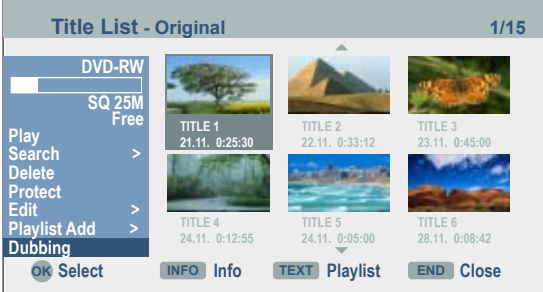 Title List - Original 1/15
DVD-RW
SQ 25M
Free
Play
Search >
Delete
Protect
Edit >
Playlist Add >
Dubbing
TITLE 1
21.11. 0:25:30
TITLE 2
22.11. 0:33:12
TITLE 3
23.11. 0:45:00
TITLE 4
24.11. 0:12:55
TITLE 5
24.11. 0:05:00
TITLE 6
28.11. 0:08:42
OK Select INFO Info TEXT Playlist END Close